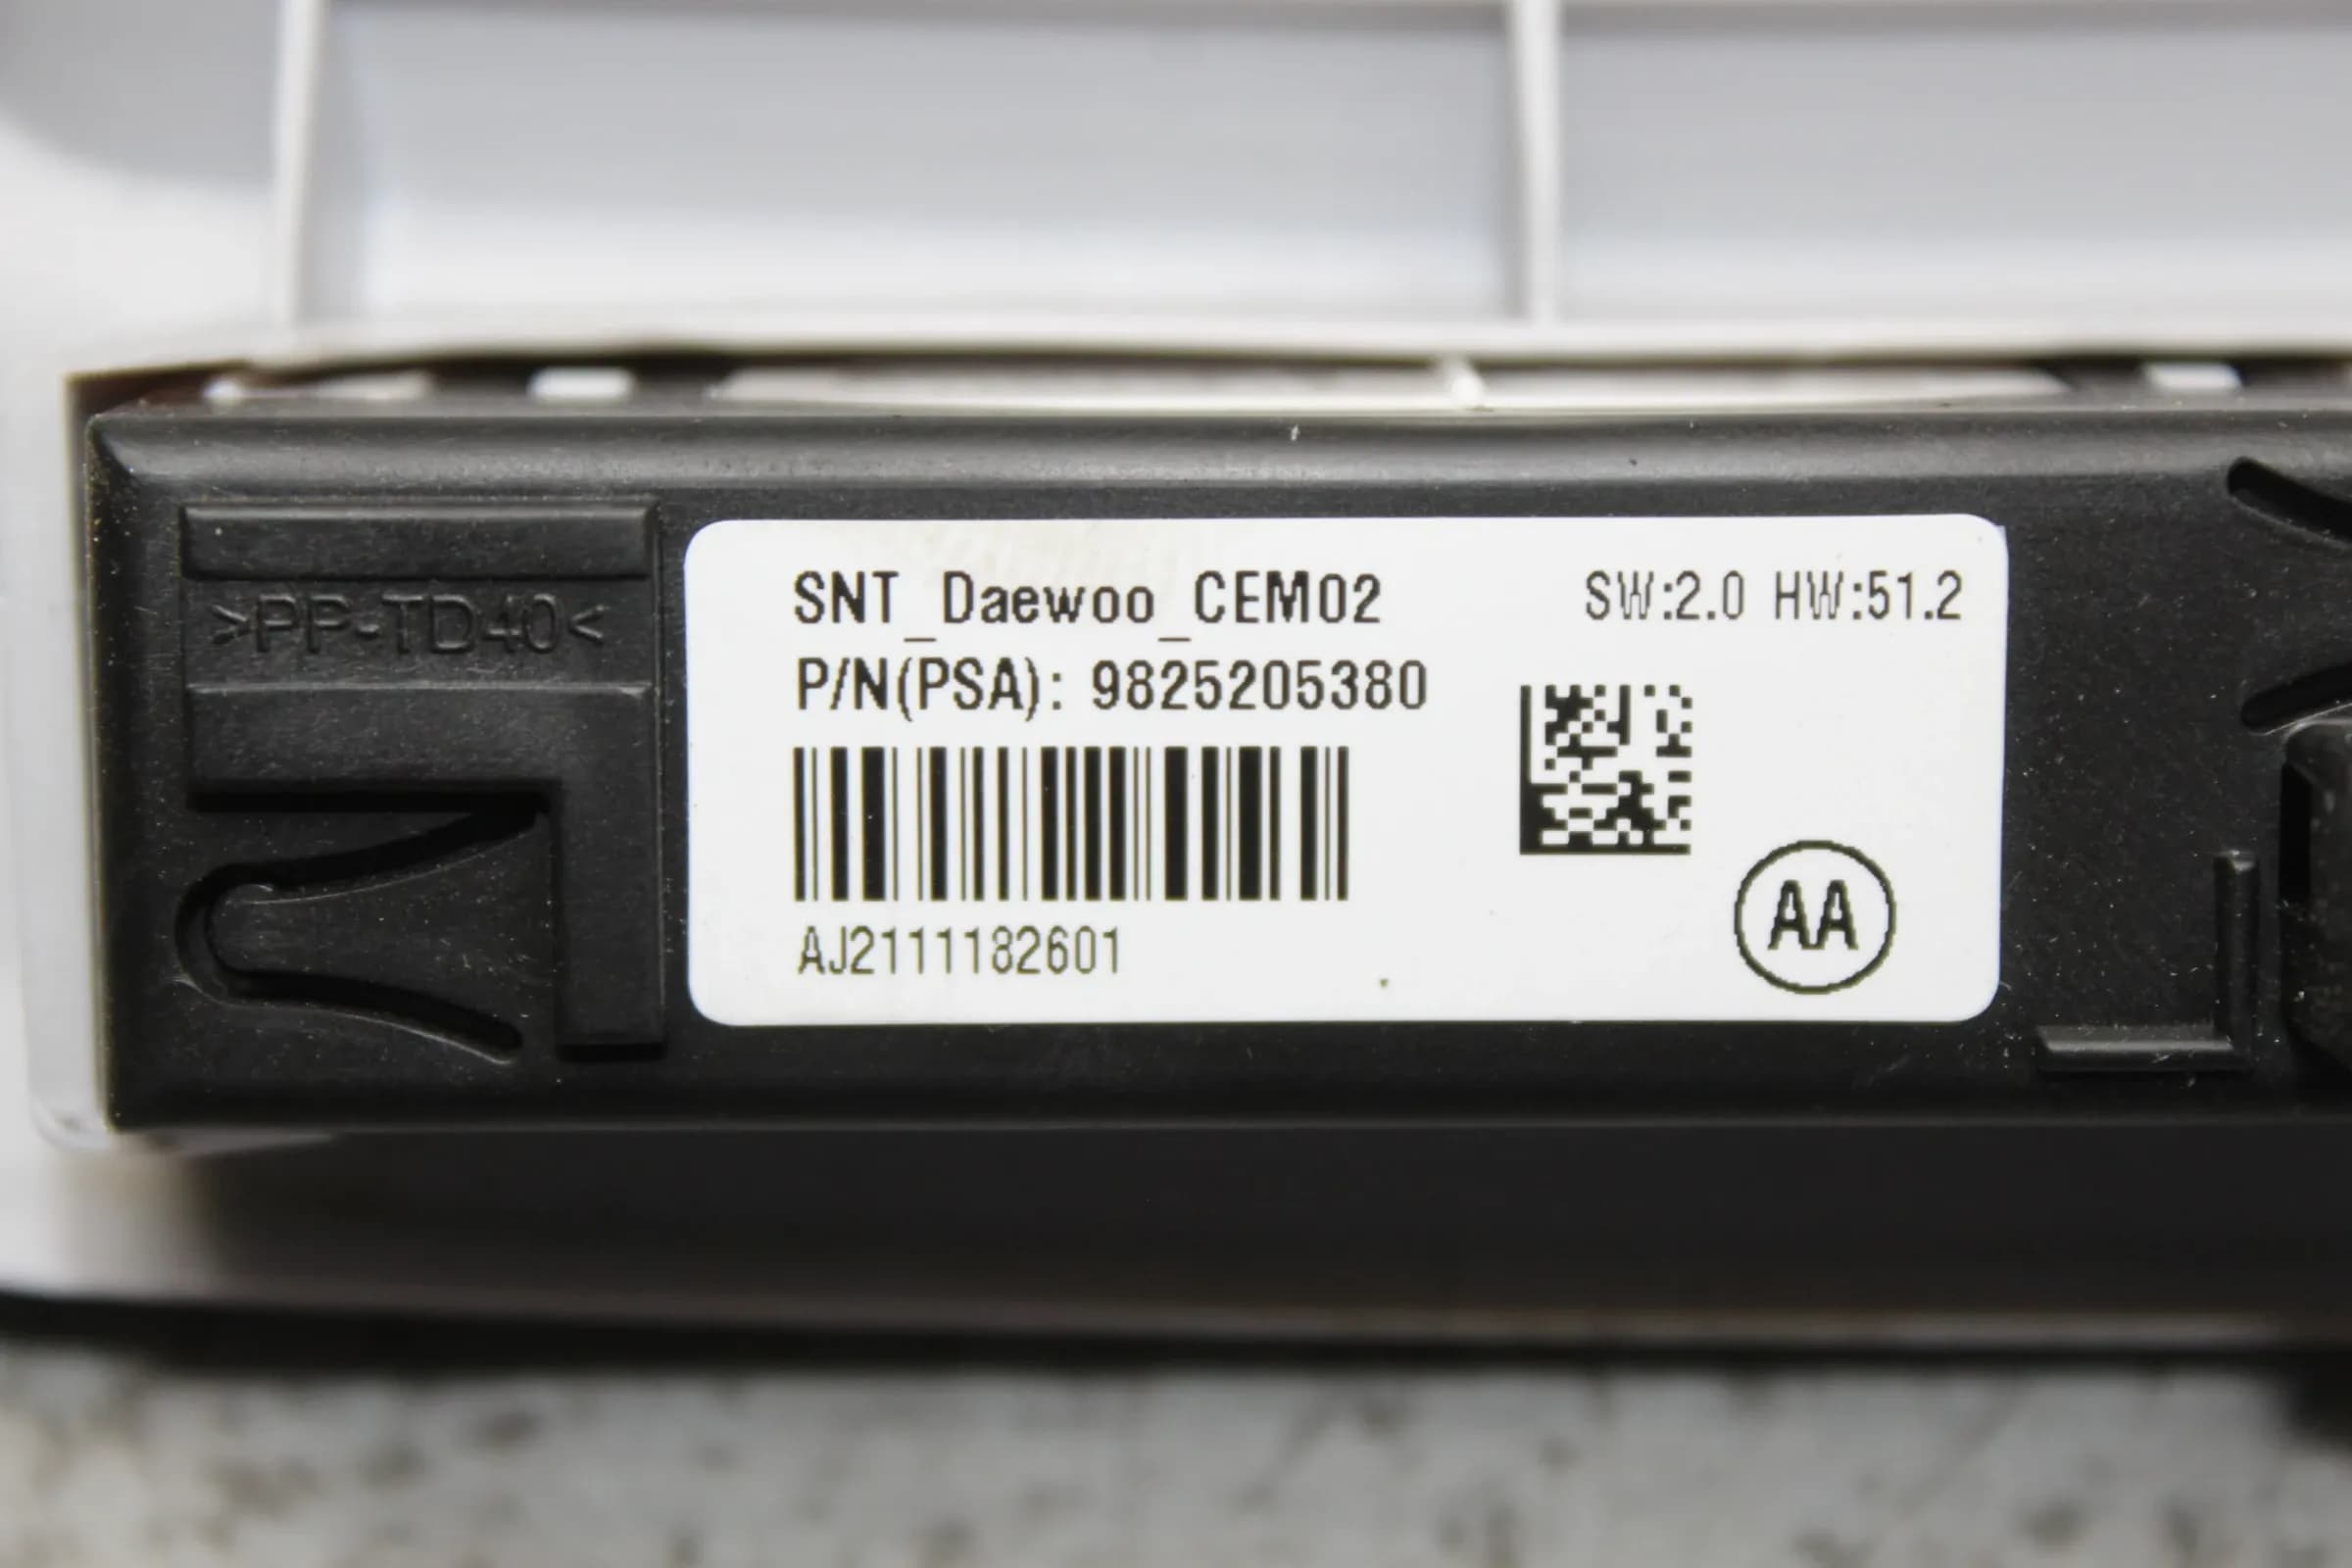 >PP-TD40<
SNT_Daewoo_CEM02 SW:2.0 HW:51.2
P/N(PSA): 9825205380
AJ2111182601
AA